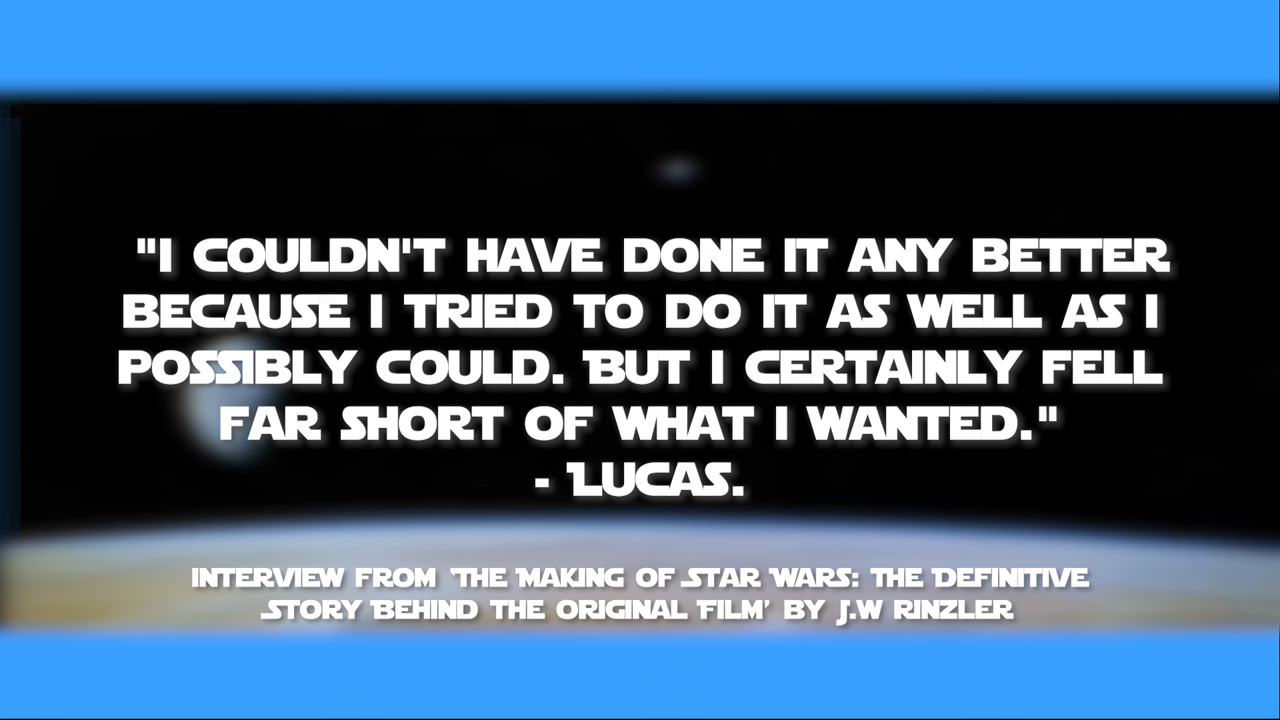 "I COULDN'T HAVE DONE IT ANY BETTER
BECAUSE I TRIED TO DO IT AS WELL AS I
POSSIBLY COULD. BUT I CERTAINLY FELL
FAR SHORT OF WHAT I WANTED."
- LUCAS.
INTERVIEW FROM 'THE MAKING OF STAR WARS: THE DEFINITIVE
STORY BEHIND THE ORIGINAL FILM' BY J.W RINZLER